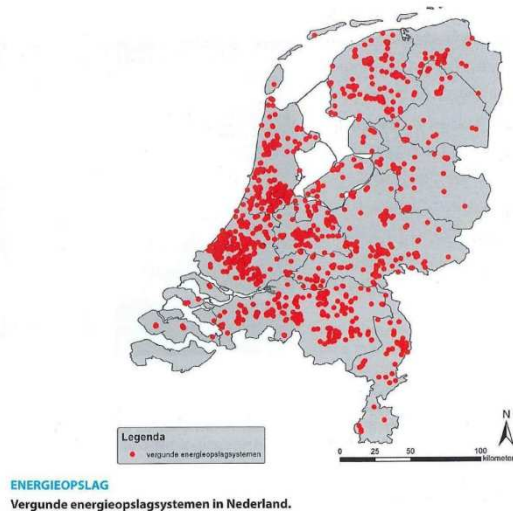 N
Legenda
vergunde energieopslagsystemen
0 25 50 100
kilometer
ENERGIEOPSLAG
Vergunde energieopslagsystemen in Nederland.